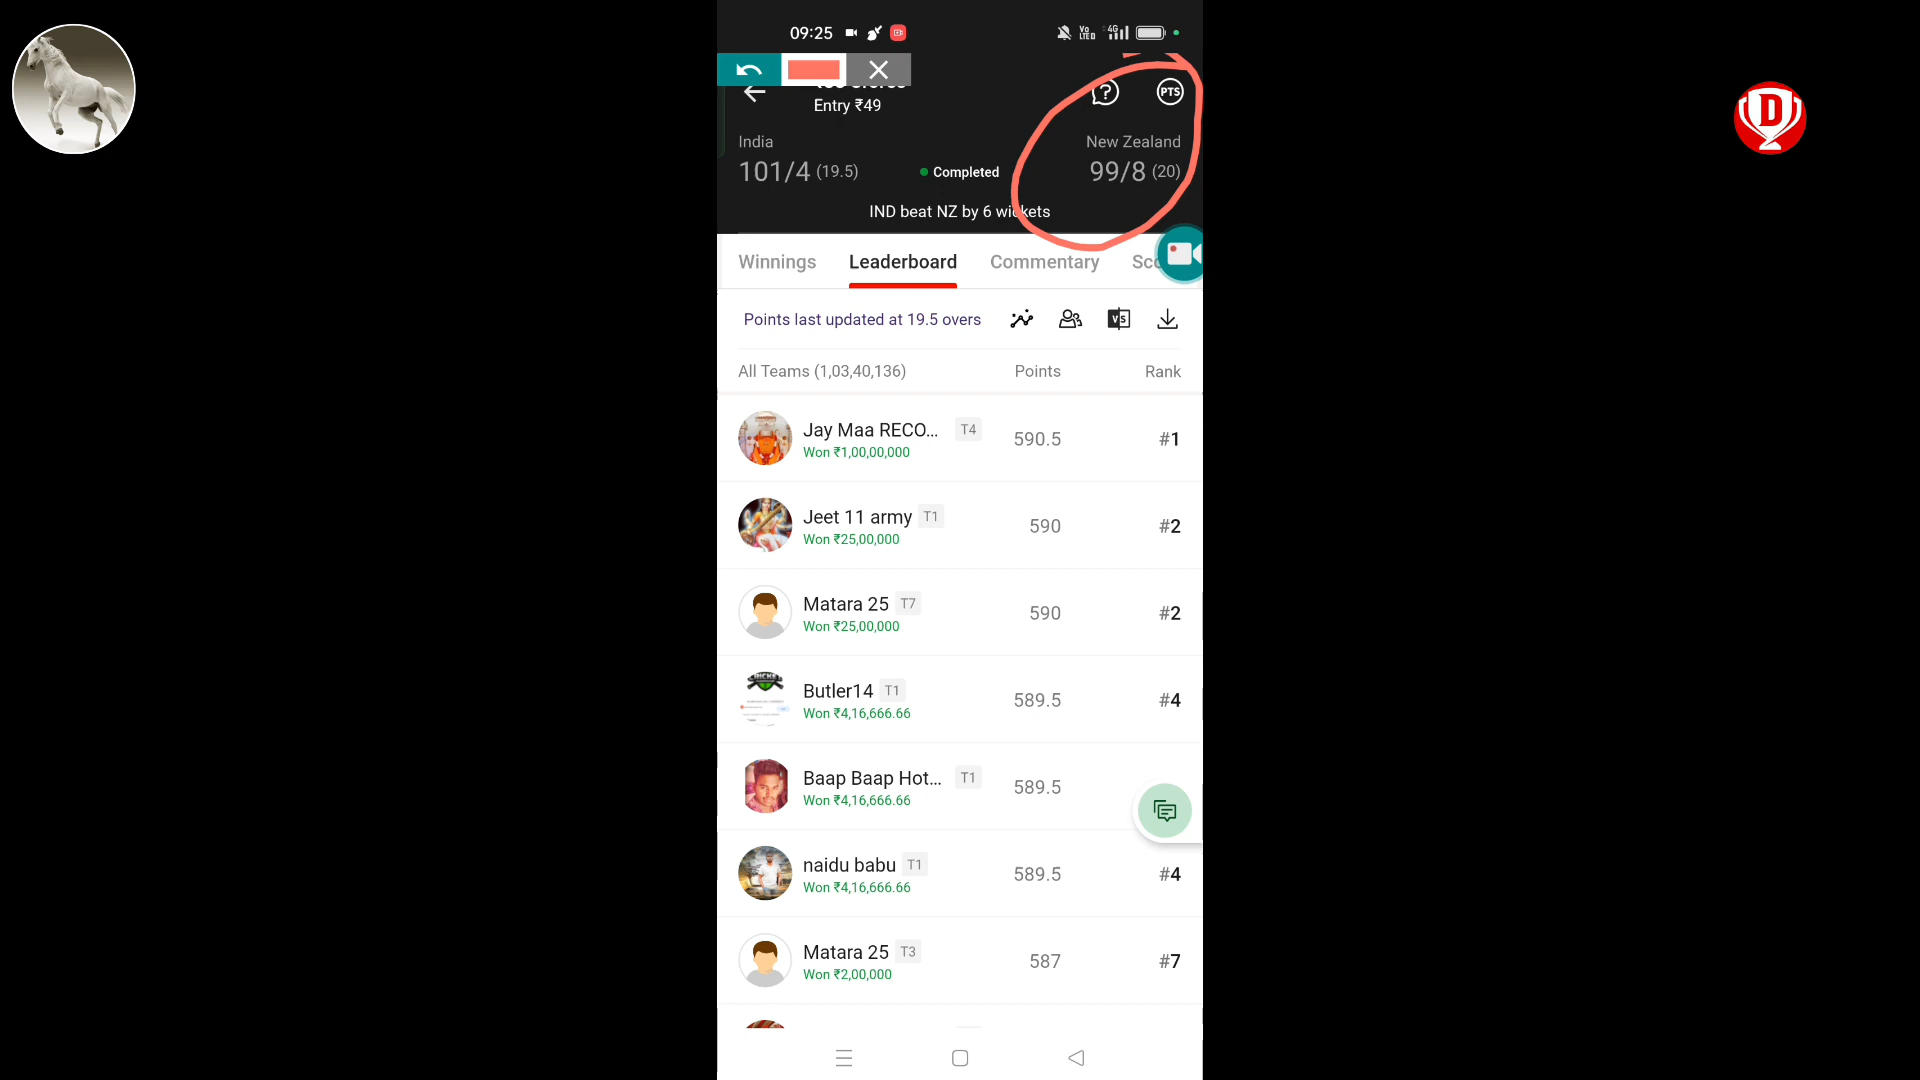 09:25
Vo LTE D
4G
Entry ₹49
PTS
India
New Zealand
101/4 (19.5)
Completed
99/8 (20)
IND beat NZ by 6 wickets
Winnings
Leaderboard
Commentary
Points last updated at 19.5 overs
VS
All Teams (1,03,40,136)
Points
Rank
Jay Maa RECO... T4
590.5
#1
Won ₹1,00,00,000
Jeet 11 army T1
590
#2
Won ₹25,00,000
Matara 25 T7
590
#2
Won ₹25,00,000
Butler14 T1
589.5
#4
Won ₹4,16,666.66
Baap Baap Hot... T1
589.5
Won ₹4,16,666.66
naidu babu T1
589.5
#4
Won ₹4,16,666.66
Matara 25 T3
587
#7
Won ₹2,00,000
D